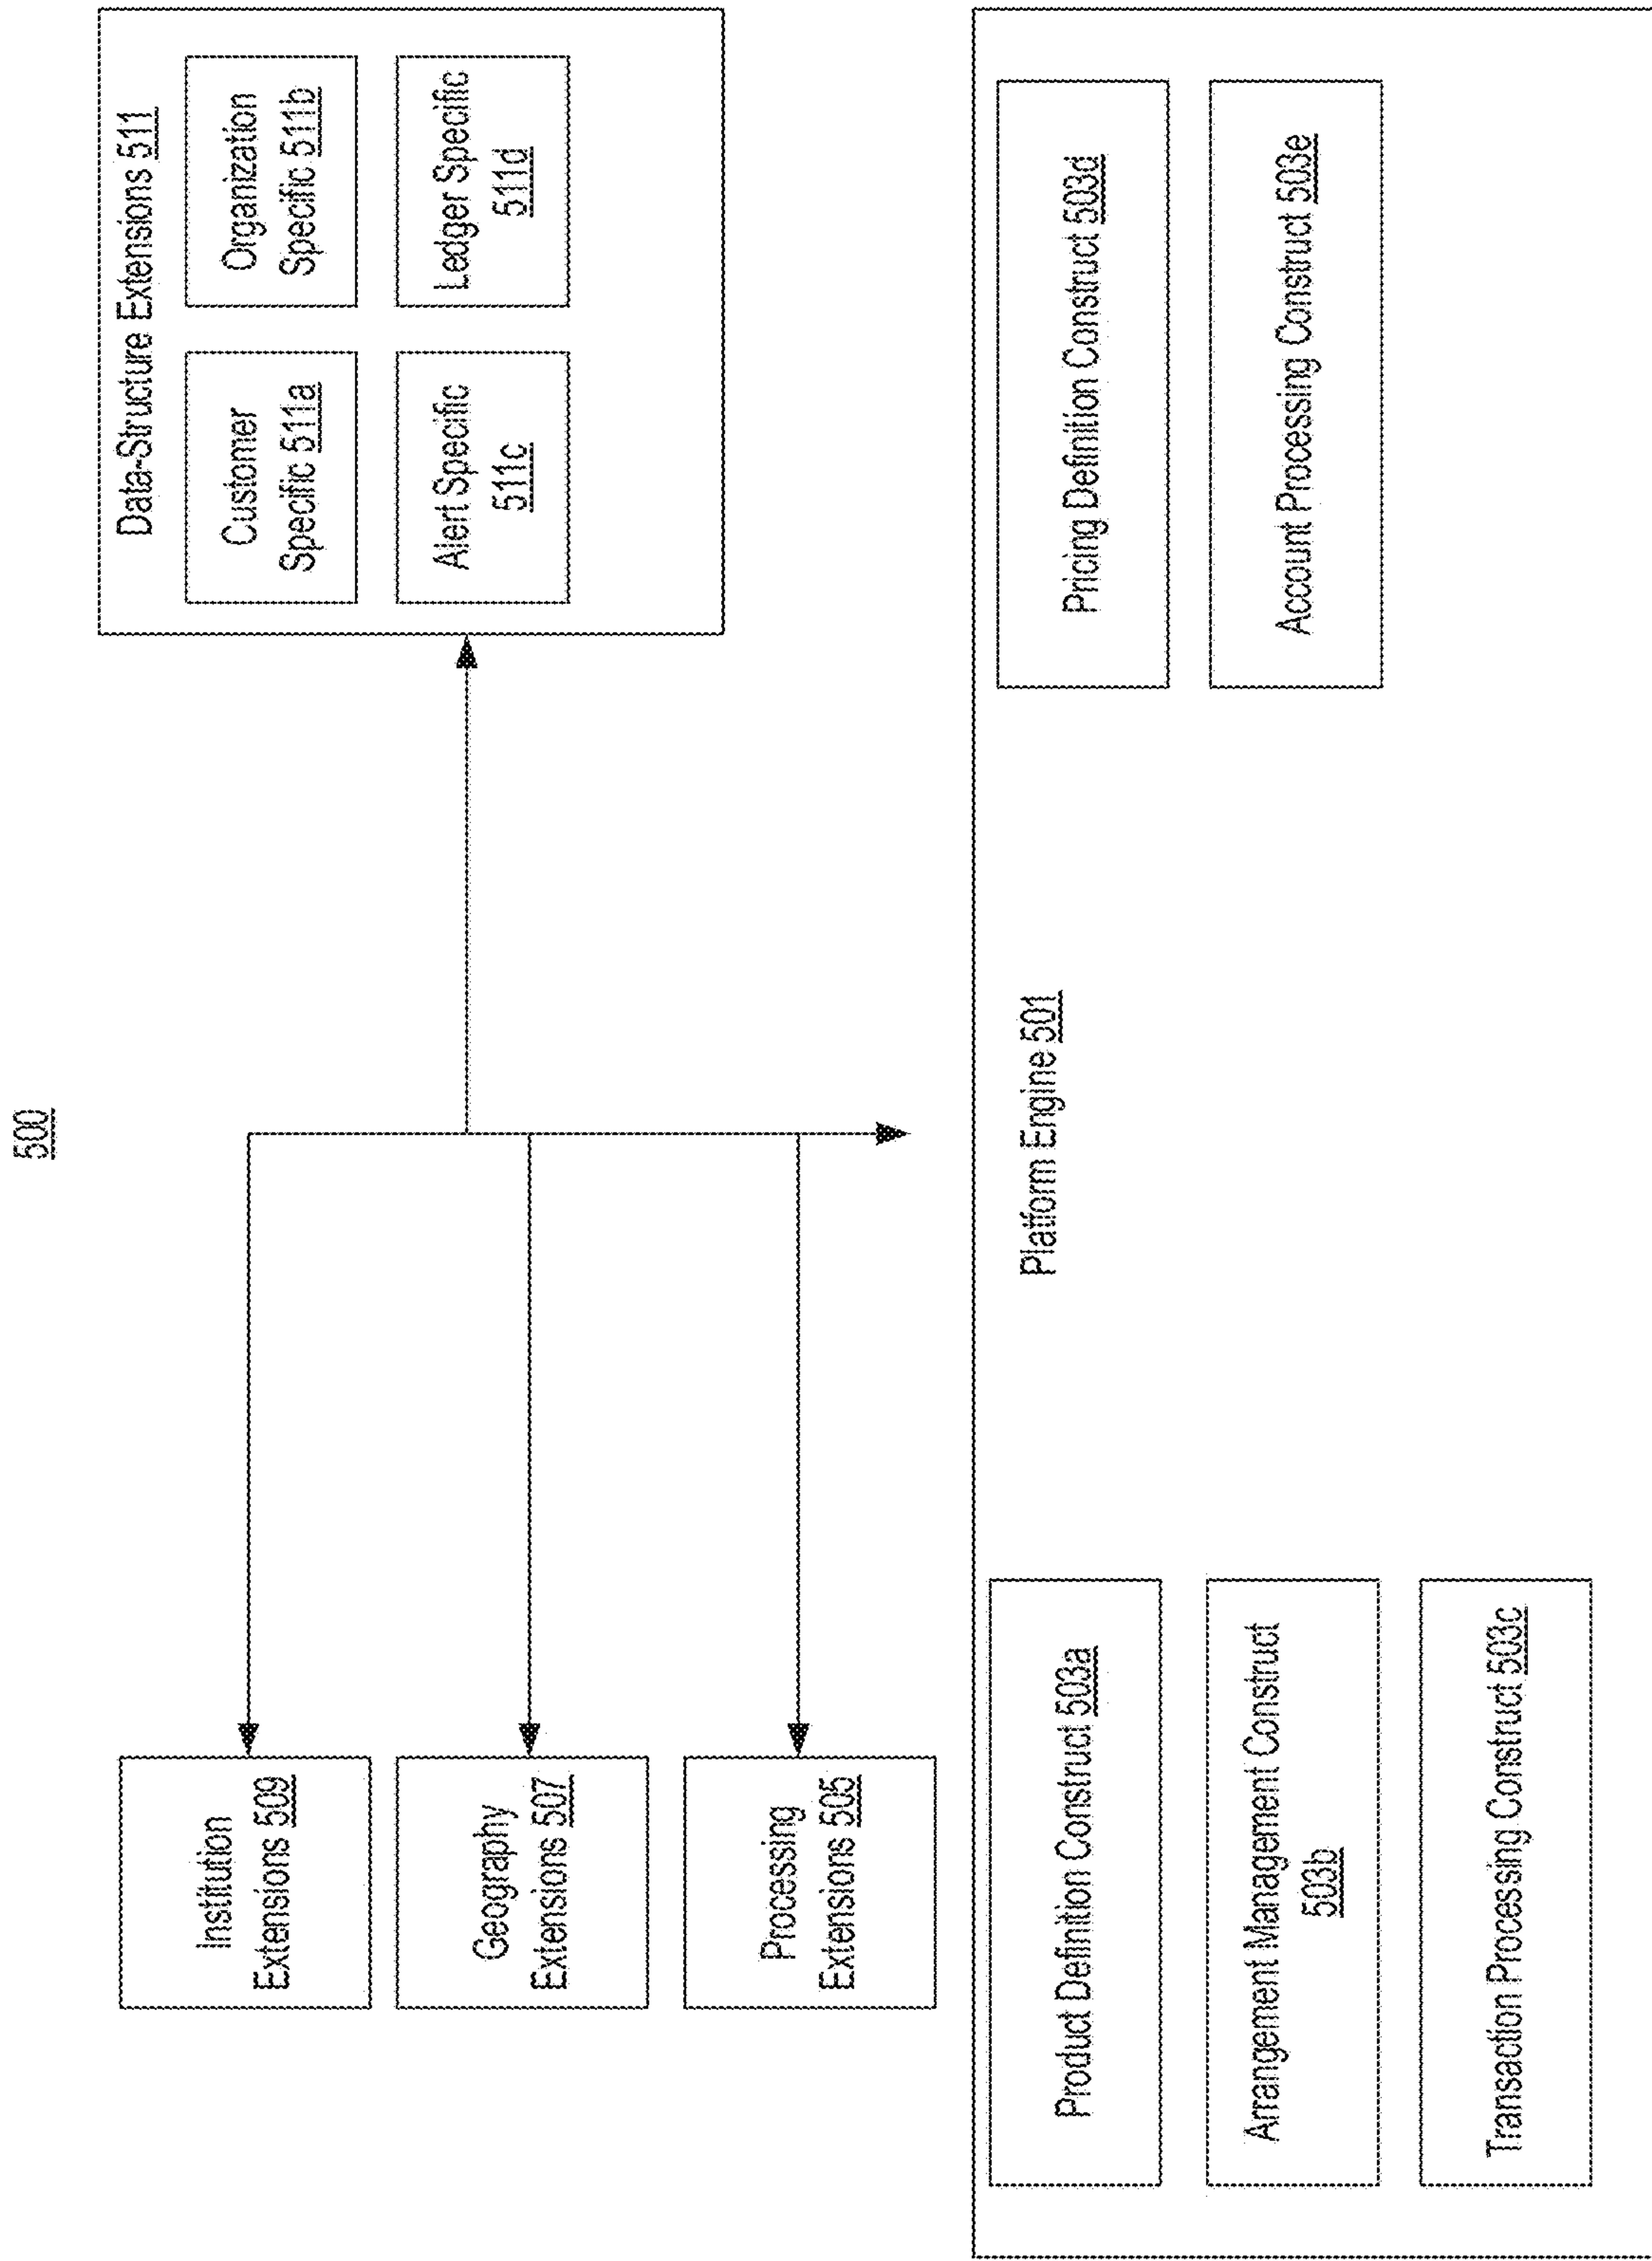 500
Institution
Extensions 509
Geography
Extensions 507
Processing
Extensions 505
Data-Structure Extensions 511
Customer
Specific 511a
Organization
Specific 511b
Alert Specific
511c
Ledger Specific
511d
Platform Engine 501
Product Definition Construct 503a
Arrangement Management Construct
503b
Transaction Processing Construct 503c
Pricing Definition Construct 503d
Account Processing Construct 503e